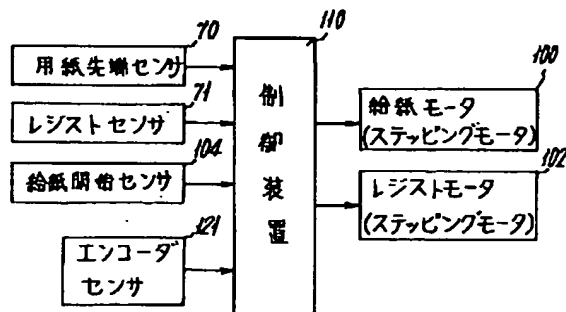 70
用紙先端センサ
71
レジストセンサ
104
給紙開始センサ
121
エンコーダ
センサ
110
制御装置
100
給紙モータ
(ステッピングモータ)
102
レジストモータ
(ステッピングモータ)